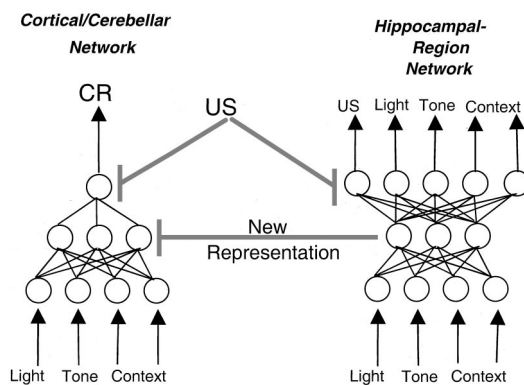 Cortical/Cerebellar
Network
Hippocampal-
Region
Network
CR
US
US Light Tone Context
New
Representation
Light Tone Context
Light Tone Context